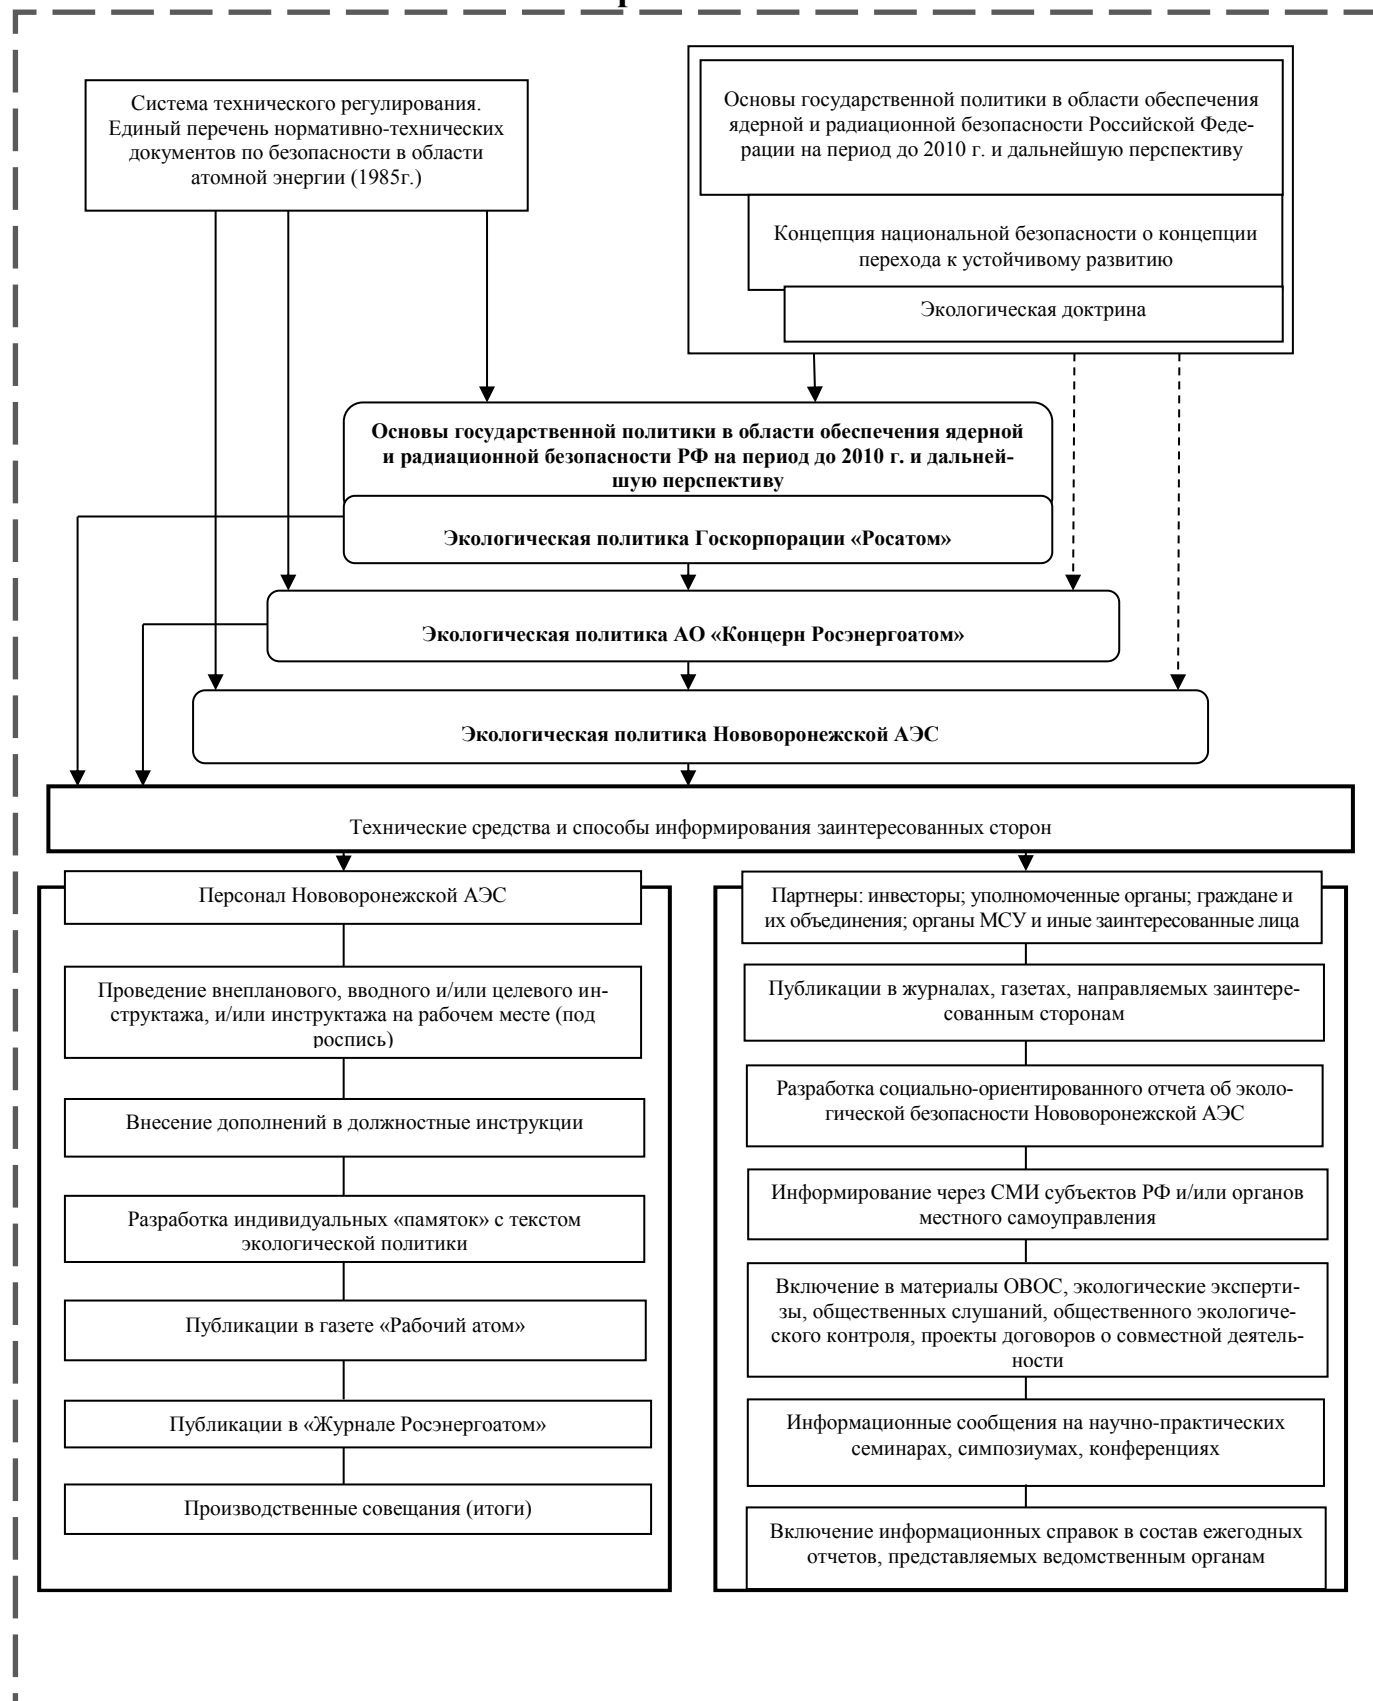 Система технического регулирования.
Единый перечень нормативно-технических
документов по безопасности в области
атомной энергии (1985г.)
Основы государственной политики в области обеспечения
ядерной и радиационной безопасности Российской Феде-
рации на период до 2010 г. и дальнейшую перспективу
Концепция национальной безопасности о концепции
перехода к устойчивому развитию
Экологическая доктрина
Основы государственной политики в области обеспечения ядерной
и радиационной безопасности РФ на период до 2010 г. и дальней-
шую перспективу
Экологическая политика Госкорпорации «Росатом»
Экологическая политика АО «Концерн Росэнергоатом»
Экологическая политика Нововоронежской АЭС
Технические средства и способы информирования заинтересованных сторон
Персонал Нововоронежской АЭС
Проведение внепланового, вводного и/или целевого ин-
структажа, и/или инструктажа на рабочем месте (под
роспись)
Внесение дополнений в должностные инструкции
Разработка индивидуальных «памяток» с текстом
экологической политики
Публикации в газете «Рабочий атом»
Публикации в «Журнале Росэнергоатом»
Производственные совещания (итоги)
Партнеры: инвесторы; уполномоченные органы; граждане и
их объединения; органы МСУ и иные заинтересованные лица
Публикации в журналах, газетах, направляемых заинтере-
сованным сторонам
Разработка социально-ориентированного отчета об эколо-
гической безопасности Нововоронежской АЭС
Информирование через СМИ субъектов РФ и/или органов
местного самоуправления
Включение в материалы ОВОС, экологические эксперти-
зы, общественных слушаний, общественного экологиче-
ского контроля, проекты договоров о совместной деятель-
ности
Информационные сообщения на научно-практических
семинарах, симпозиумах, конференциях
Включение информационных справок в состав ежегодных
отчетов, представляемых ведомственным органам